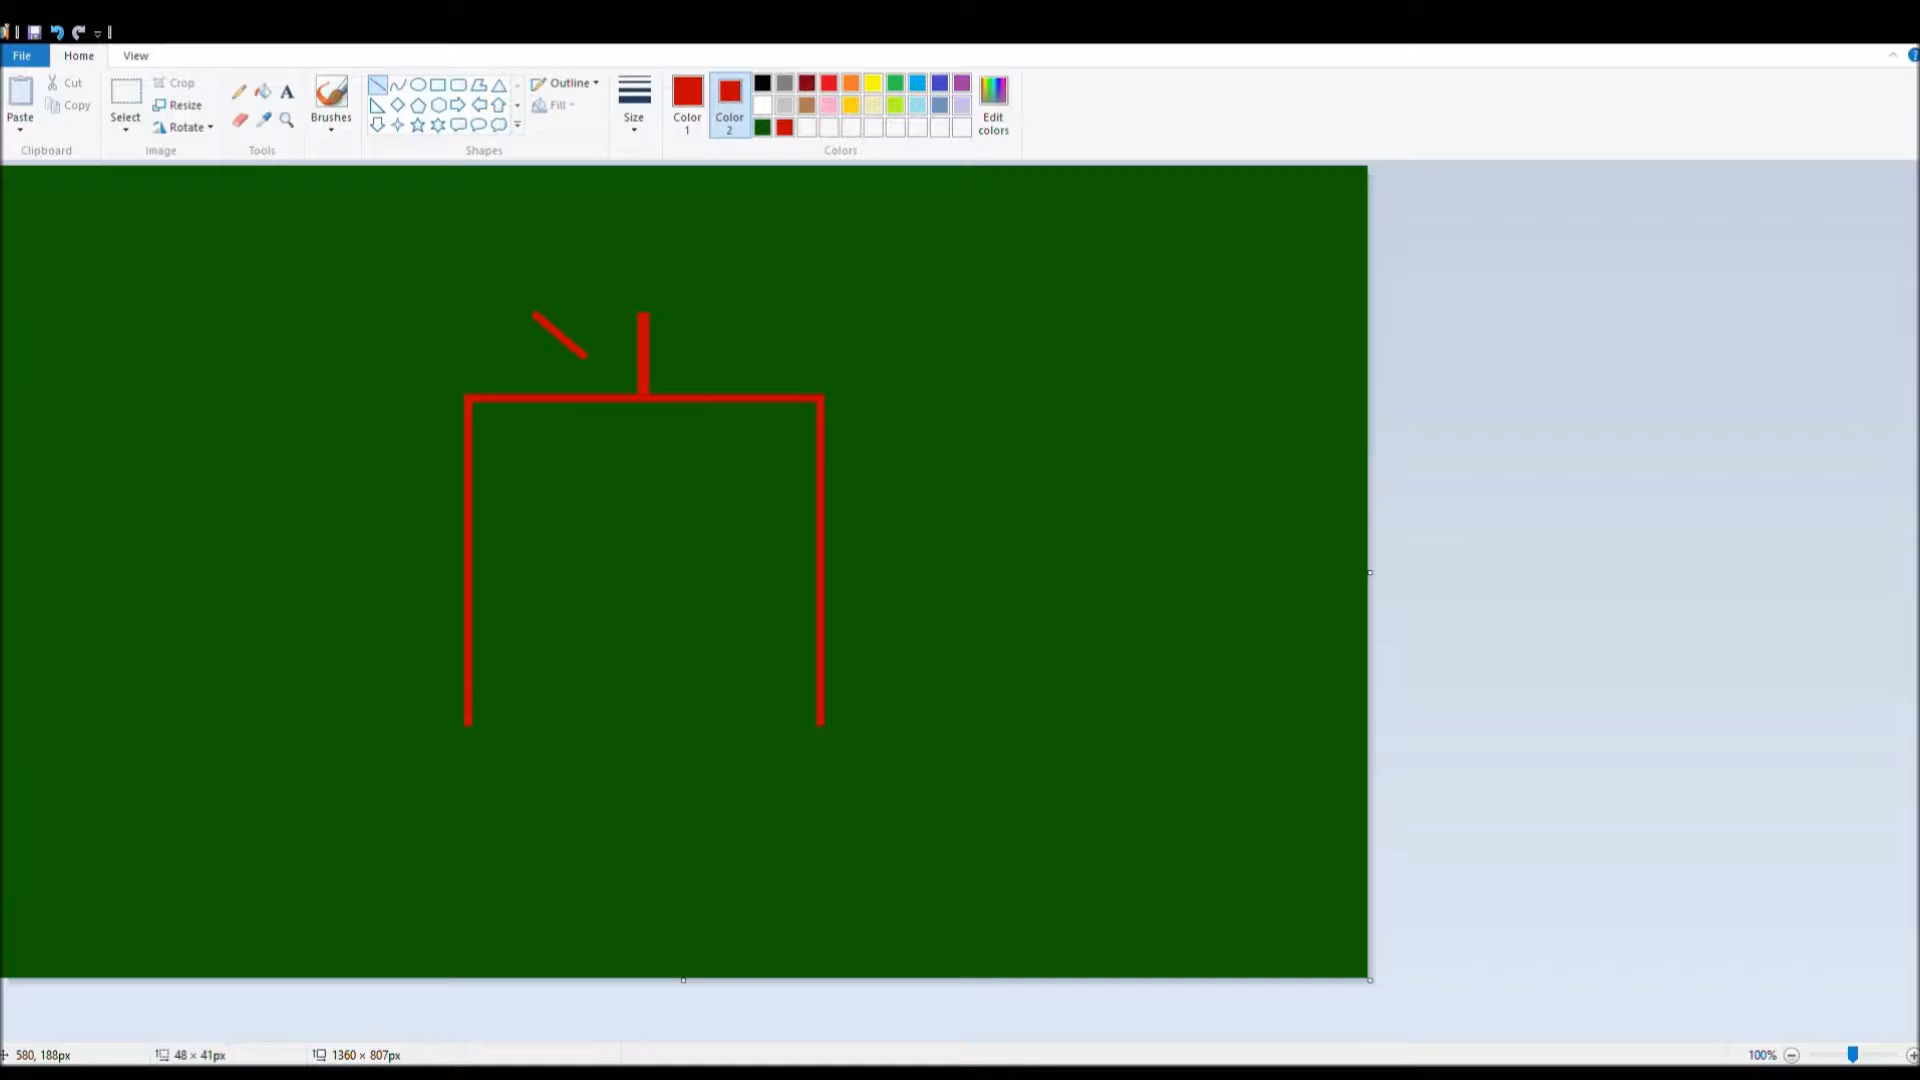 File Home View
Paste
Cut
Copy
Clipboard
Select
Crop
Resize
Rotate
Image
A
Tools
Brushes
Shapes
Outline
Fill
Size
Color
1
Color
2
Edit
colors
Colors
580, 188px 48 × 41px 1360 × 807px 100%